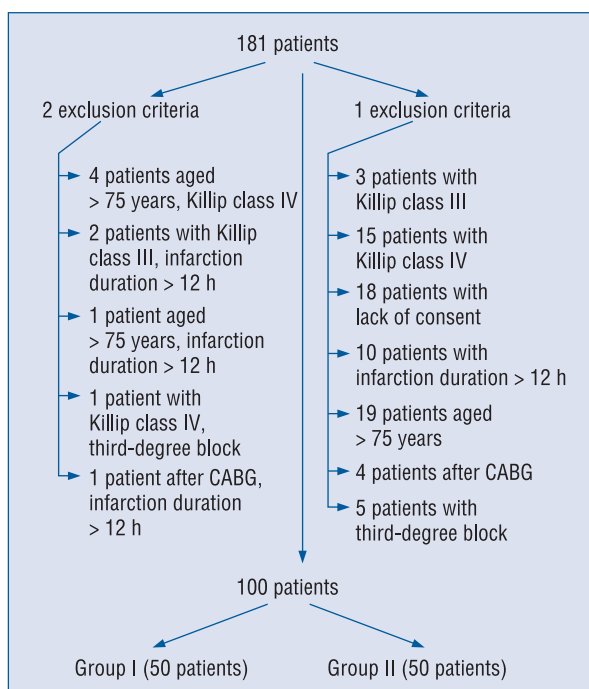 181 patients
2 exclusion criteria
4 patients aged
> 75 years, Killip class IV
2 patients with Killip
class III, infarction
duration > 12 h
1 patient aged
> 75 years, infarction
duration > 12 h
1 patient with
Killip class IV,
third-degree block
1 patient after CABG,
infarction duration
> 12 h
1 exclusion criteria
3 patients with
Killip class III
15 patients with
Killip class IV
18 patients with
lack of consent
10 patients with
infarction duration > 12 h
19 patients aged
> 75 years
4 patients after CABG
5 patients with
third-degree block
100 patients
Group I (50 patients)
Group II (50 patients)